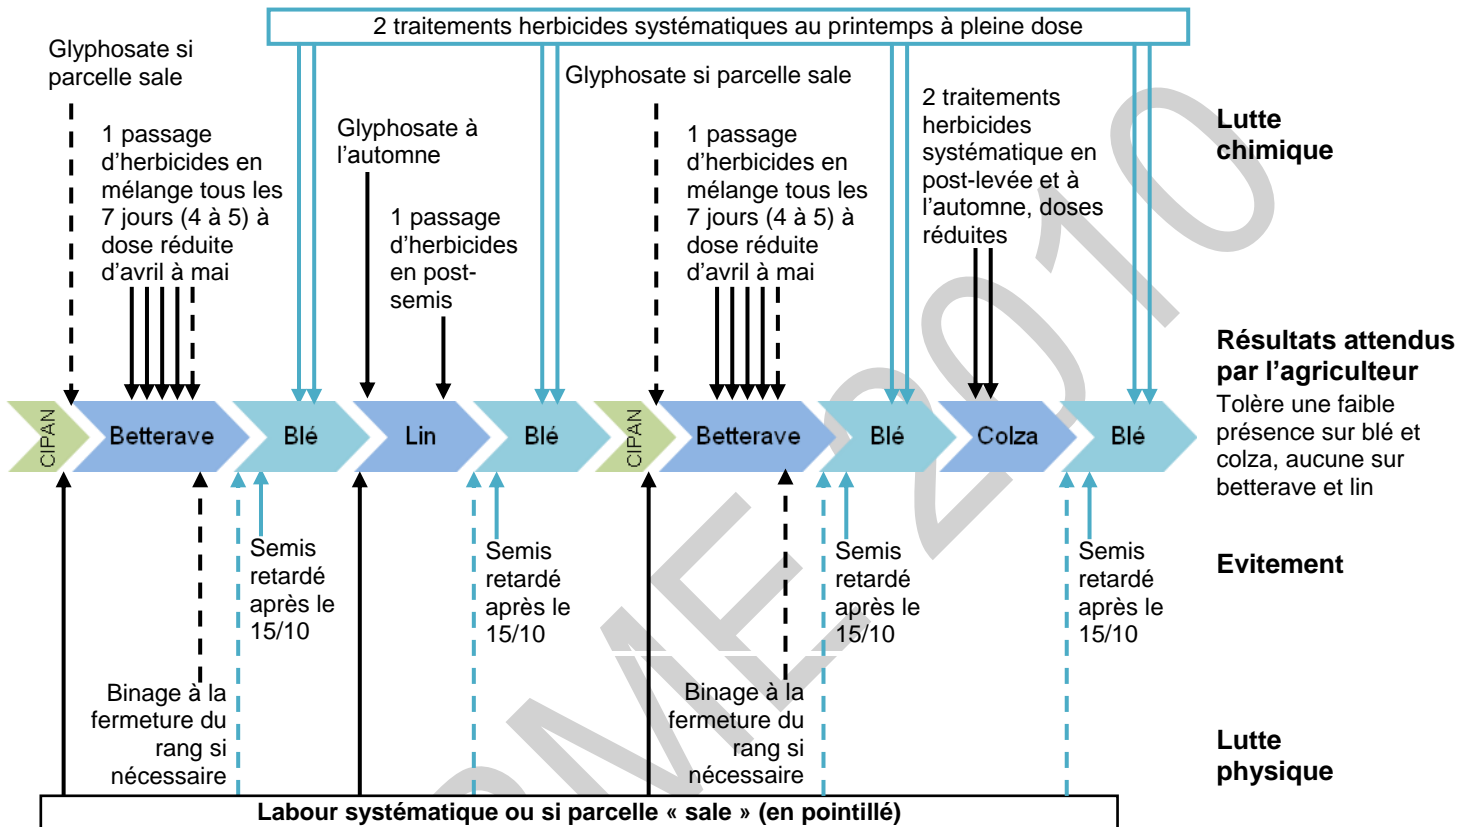 2 traitements herbicides systématiques au printemps à pleine dose
Glyphosate si
parcelle sale
1 passage
d’herbicides en
mélange tous les
7 jours (4 à 5) à
dose réduite
d’avril à mai
Glyphosate à
l’automne
1 passage
d’herbicides
en post-
semis
Glyphosate si parcelle sale
1 passage
d’herbicides en
mélange tous les
7 jours (4 à 5) à
dose réduite
d’avril à mai
2 traitements
herbicides
systématique en
post-levée et à
l’automne, doses
réduites
Lutte
chimique
CIPAN
Betterave
Blé
Lin
Blé
CIPAN
Betterave
Blé
Colza
Blé
Résultats attendus
par l’agriculteur
Tolère une faible
présence sur blé et
colza, aucune sur
betterave et lin
Semis
retardé
après le
15/10
Semis
retardé
après le
15/10
Semis
retardé
après le
15/10
Semis
retardé
après le
15/10
Evitement
Binage à la
fermeture du
rang si
nécessaire
Binage à la
fermeture du
rang si
nécessaire
Lutte
physique
Labour systématique ou si parcelle « sale » (en pointillé)
2010